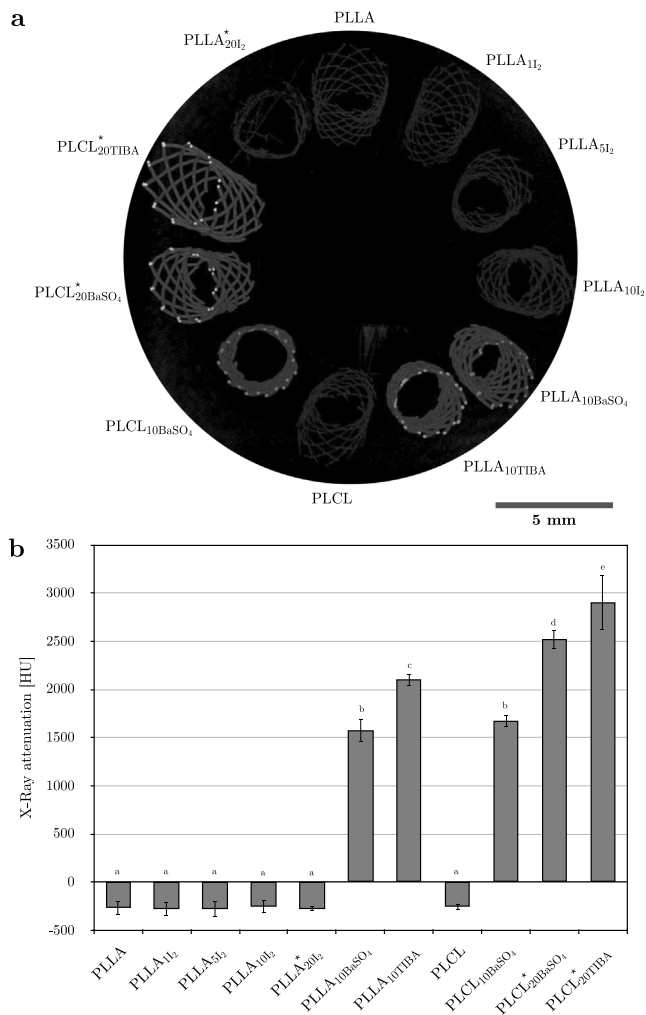 a
PLLA
PLLA*20I2
PLLA1I2
PLCL*20TIBA
PLLA5I2
PLCL*20BaSO4
PLLA10I2
PLLA10BaSO4
PLCL10BaSO4
PLLA10TIBA
PLCL
5 mm
b
X-Ray attenuation [HU]
3500
3000
2500
2000
1500
1000
500
0
-500
a a a a a b c a b d e
PLLA
PLLA1I2
PLLA5I2
PLLA10I2
PLLA*20I2
PLLA10BaSO4
PLLA10TIBA
PLCL
PLCL10BaSO4
PLCL*20BaSO4
PLCL*20TIBA